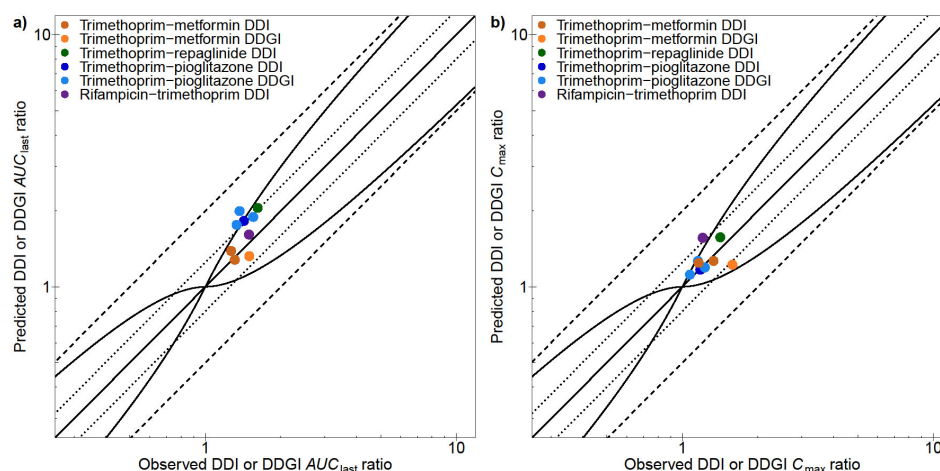 a)
Trimethoprim−metformin DDI
Trimethoprim−metformin DDGI
Trimethoprim−repaglinide DDI
Trimethoprim−pioglitazone DDI
Trimethoprim−pioglitazone DDGI
Rifampicin−trimethoprim DDI
10
1
Predicted DDI or DDGI AUClast ratio
1
10
Observed DDI or DDGI AUClast ratio
b)
Trimethoprim−metformin DDI
Trimethoprim−metformin DDGI
Trimethoprim−repaglinide DDI
Trimethoprim−pioglitazone DDI
Trimethoprim−pioglitazone DDGI
Rifampicin−trimethoprim DDI
10
1
Predicted DDI or DDGI Cmax ratio
1
10
Observed DDI or DDGI Cmax ratio